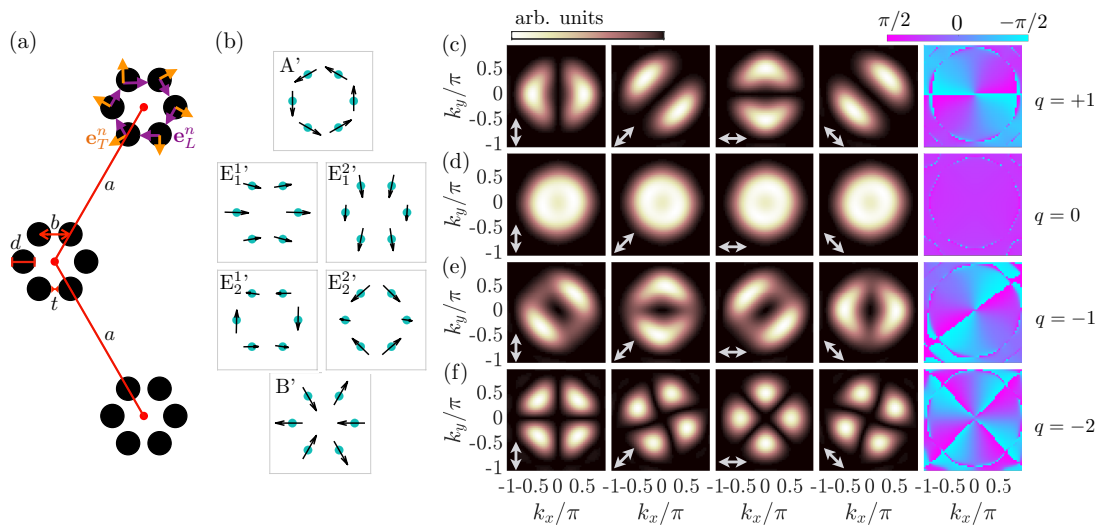 (a)
e_T^n
e_L^n
a
b
d
t
a
(b)
A'
E_1^1'
E_1^2'
E_2^1'
E_2^2'
B'
arb. units
π/2 0 -π/2
(c)
k_y/π
0.5
0
-0.5
-1
q = +1
(d)
k_y/π
0.5
0
-0.5
-1
q = 0
(e)
k_y/π
0.5
0
-0.5
-1
q = -1
(f)
k_y/π
0.5
0
-0.5
-1
q = -2
-1 -0.5 0 0.5 -1 -0.5 0 0.5 -1 -0.5 0 0.5 -1 -0.5 0 0.5 -1 -0.5 0 0.5
k_x/π k_x/π k_x/π k_x/π k_x/π